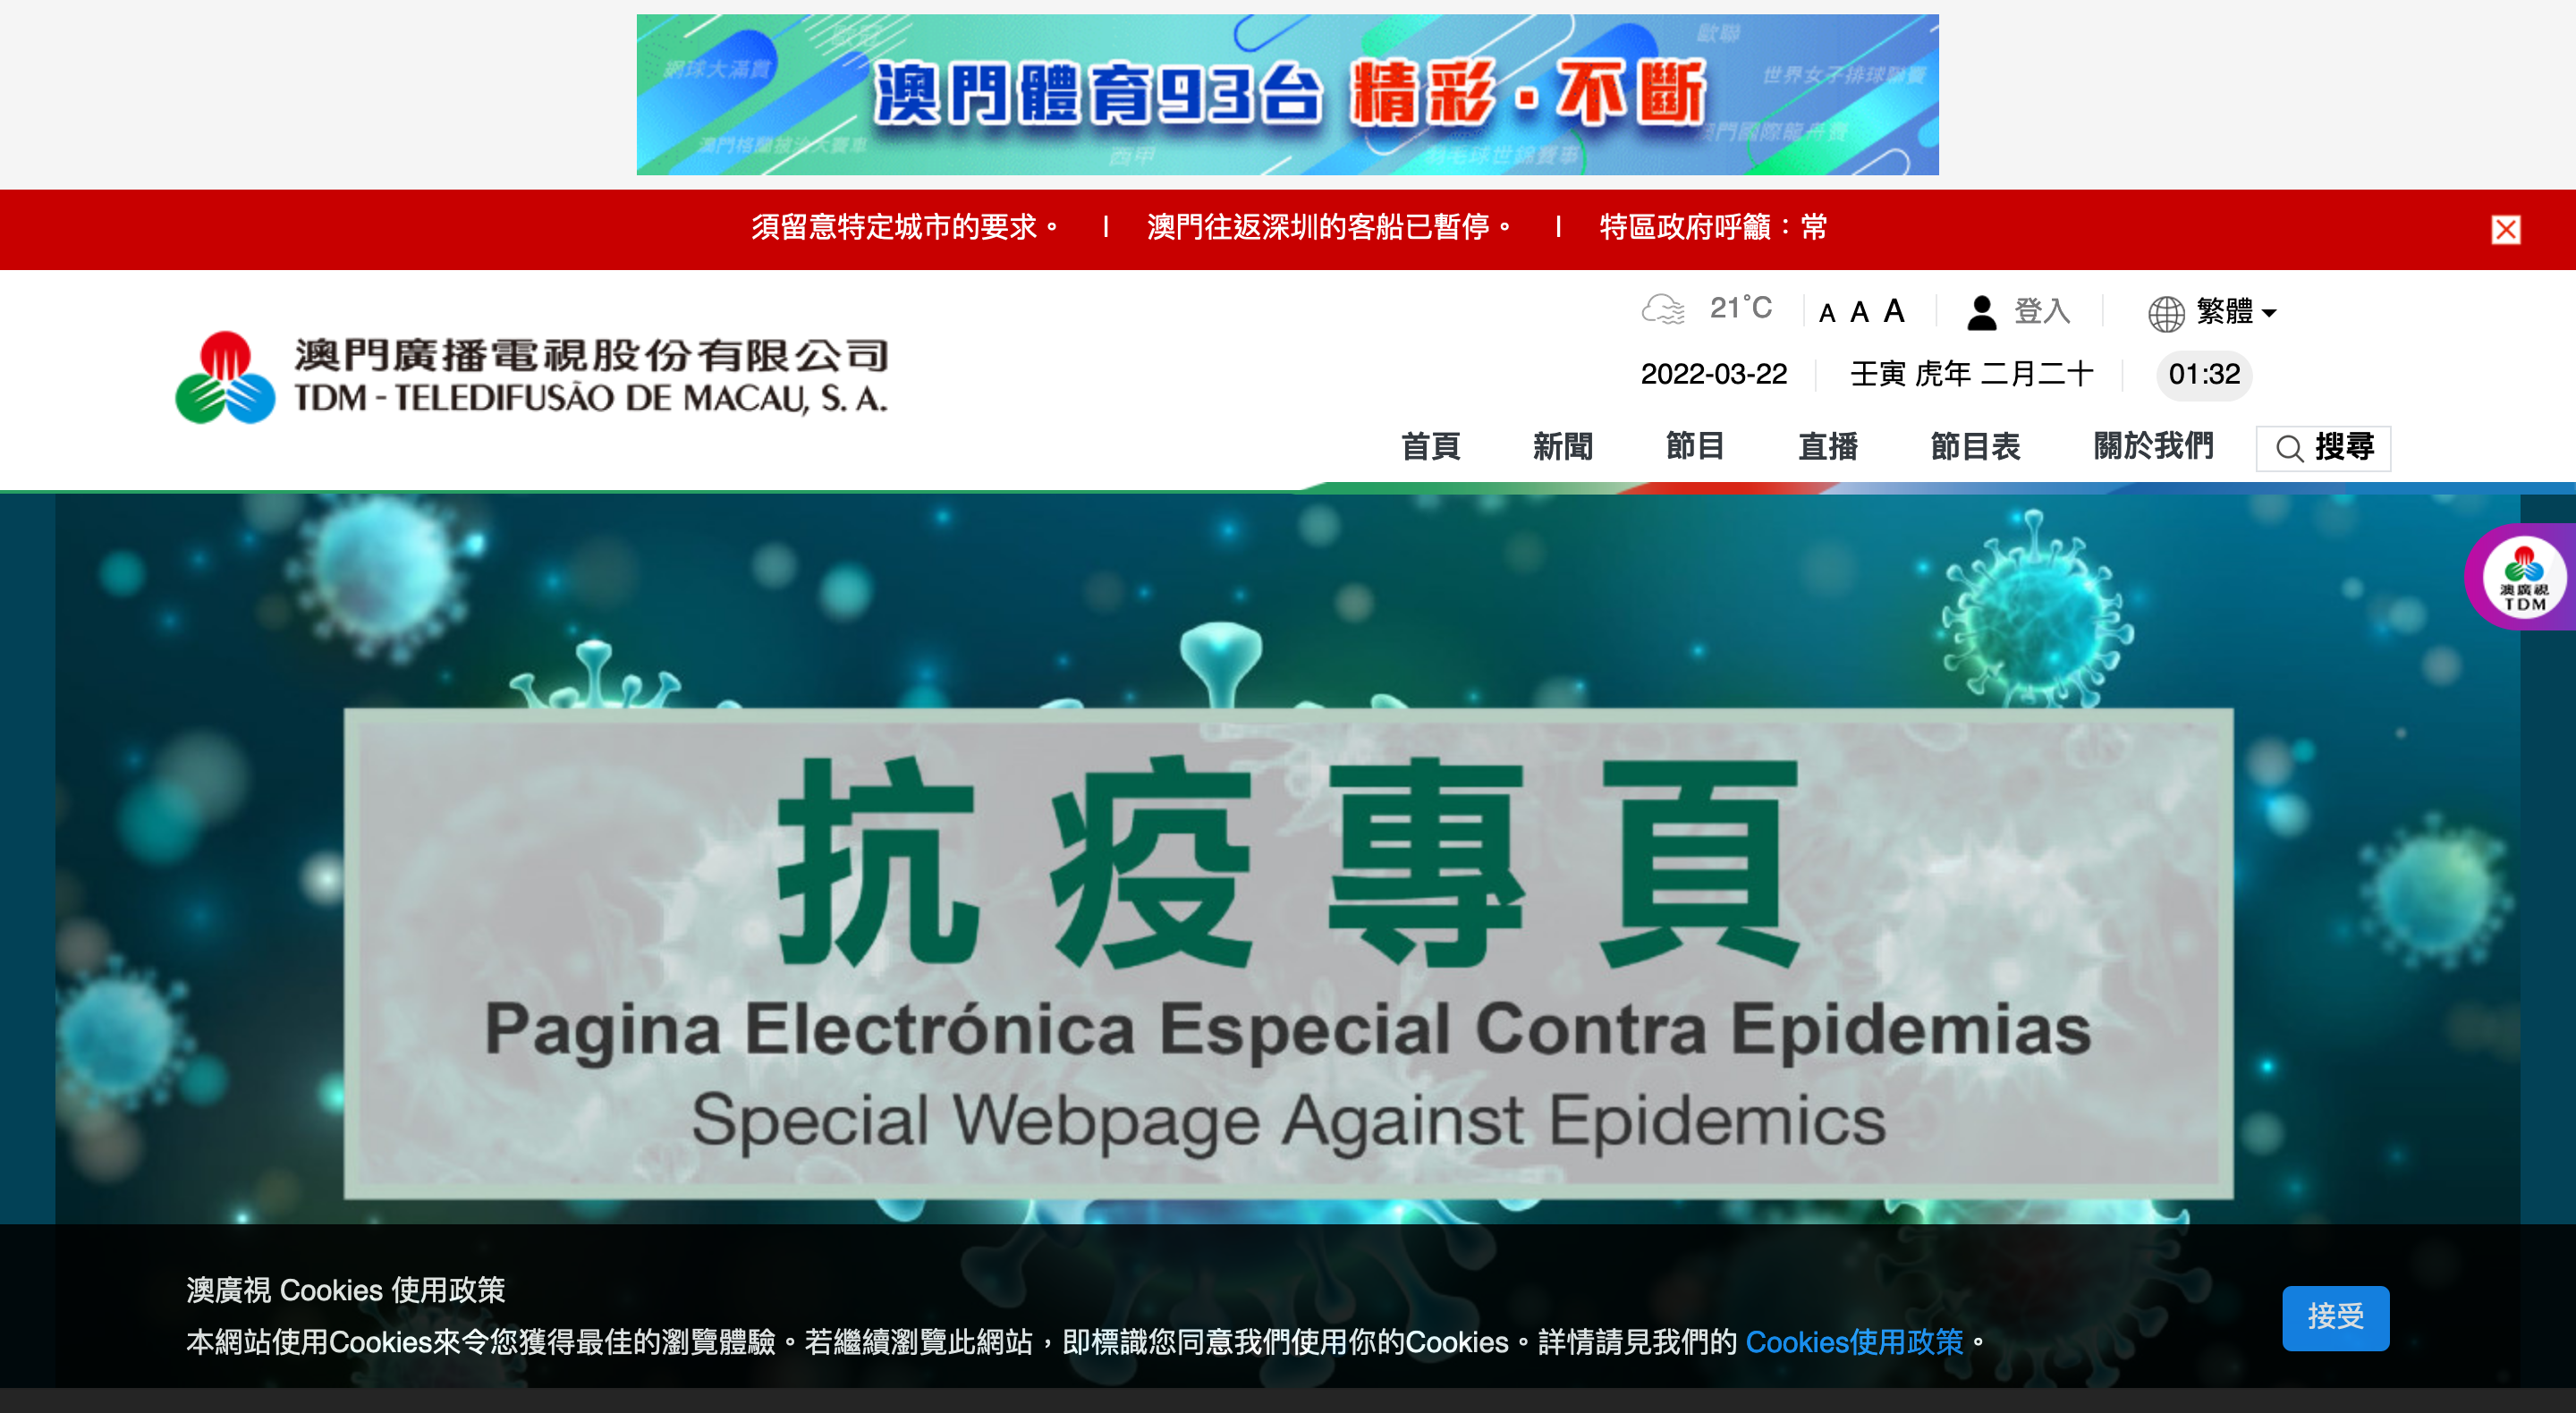 歐冠
歐聯
網球大滿貫
世界女子排球聯賽
澳門體育93台 精彩·不斷
澳門國際龍舟賽
澳門格蘭披治大賽車
西甲
羽毛球世錦賽事
須留意特定城市的要求。 | 澳門往返深圳的客船已暫停。 | 特區政府呼籲：常
21°C A A A 登入 繁體
澳門廣播電視股份有限公司
TDM - TELEDIFUSÃO DE MACAU, S. A.
2022-03-22 壬寅 虎年 二月二十 01:32
首頁 新聞 節目 直播 節目表 關於我們 搜尋
澳廣視
TDM
抗疫專頁
Pagina Electrónica Especial Contra Epidemias
Special Webpage Against Epidemics
澳廣視 Cookies 使用政策
本網站使用Cookies來令您獲得最佳的瀏覽體驗。若繼續瀏覽此網站，即標識您同意我們使用你的Cookies。詳情請見我們的 Cookies使用政策。
接受